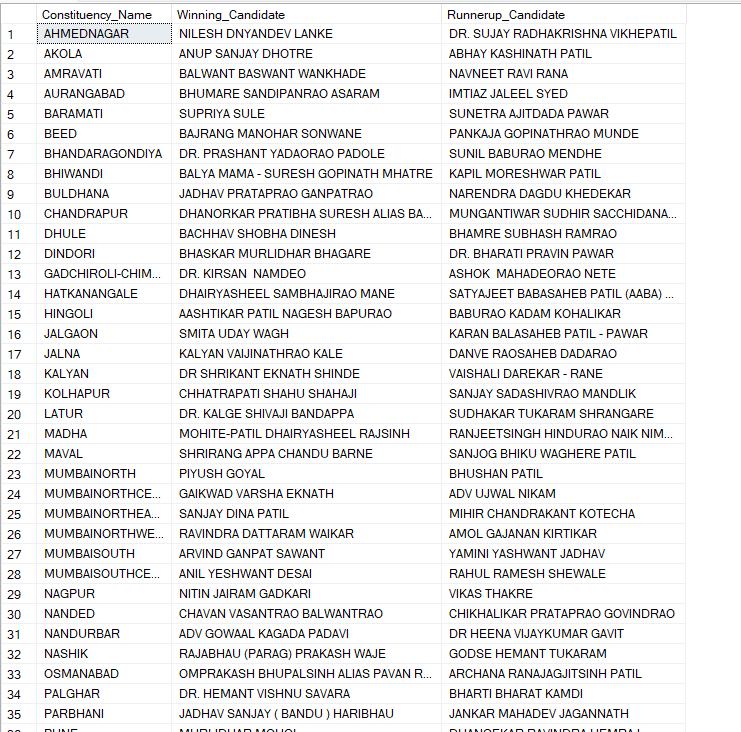 Constituency_Name Winning_Candidate Runnerup_Candidate
1 AHMEDNAGAR NILESH DNYANDEV LANKE DR. SUJAY RADHAKRISHNA VIKHEPATIL
2 AKOLA ANUP SANJAY DHOTRE ABHAY KASHINATH PATIL
3 AMRAVATI BALWANT BASWANT WANKHADE NAVNEET RAVI RANA
4 AURANGABAD BHUMARE SANDIPANRAO ASARAM IMTIAZ JALEEL SYED
5 BARAMATI SUPRIYA SULE SUNETRA AJITDADA PAWAR
6 BEED BAJRANG MANOHAR SONWANE PANKAJA GOPINATHRAO MUNDE
7 BHANDARAGONDIYA DR. PRASHANT YADAORAO PADOLE SUNIL BABURAO MENDHE
8 BHIWANDI BALYA MAMA - SURESH GOPINATH MHATRE KAPIL MORESHWAR PATIL
9 BULDHANA JADHAV PRATAPRAO GANPATRAO NARENDRA DAGDU KHEDEKAR
10 CHANDRAPUR DHANORKAR PRATIBHA SURESH ALIAS BA... MUNGANTIWAR SUDHIR SACCHIDANA...
11 DHULE BACHHAV SHOBHA DINESH BHAMRE SUBHASH RAMRAO
12 DINDORI BHASKAR MURLIDHAR BHAGARE DR. BHARATI PRAVIN PAWAR
13 GADCHIROLI-CHIM... DR. KIRSAN  NAMDEO ASHOK  MAHADEORAO NETE
14 HATKANANGALE DHAIRYASHEEL SAMBHAJIRAO MANE SATYAJEET BABASAHEB PATIL (AABA) ...
15 HINGOLI AASHTIKAR PATIL NAGESH BAPURAO BABURAO KADAM KOHALIKAR
16 JALGAON SMITA UDAY WAGH KARAN BALASAHEB PATIL - PAWAR
17 JALNA KALYAN VAIJINATHRAO KALE DANVE RAOSAHEB DADARAO
18 KALYAN DR SHRIKANT EKNATH SHINDE VAISHALI DAREKAR - RANE
19 KOLHAPUR CHHATRAPATI SHAHU SHAHAJI SANJAY SADASHIVRAO MANDLIK
20 LATUR DR. KALGE SHIVAJI BANDAPPA SUDHAKAR TUKARAM SHRANGARE
21 MADHA MOHITE-PATIL DHAIRYASHEEL RAJSINH RANJEETSINGH HINDURAO NAIK NIM...
22 MAVAL SHRIRANG APPA CHANDU BARNE SANJOG BHIKU WAGHERE PATIL
23 MUMBAINORTH PIYUSH GOYAL BHUSHAN PATIL
24 MUMBAINORTHCE... GAIKWAD VARSHA EKNATH ADV UJWAL NIKAM
25 MUMBAINORTHEA... SANJAY DINA PATIL MIHIR CHANDRAKANT KOTECHA
26 MUMBAINORTHWE... RAVINDRA DATTARAM WAIKAR AMOL GAJANAN KIRTIKAR
27 MUMBAISOUTH ARVIND GANPAT SAWANT YAMINI YASHWANT JADHAV
28 MUMBAISOUTHCE... ANIL YESHWANT DESAI RAHUL RAMESH SHEWALE
29 NAGPUR NITIN JAIRAM GADKARI VIKAS THAKRE
30 NANDED CHAVAN VASANTRAO BALWANTRAO CHIKHALIKAR PRATAPRAO GOVINDRAO
31 NANDURBAR ADV GOWAAL KAGADA PADAVI DR HEENA VIJAYKUMAR GAVIT
32 NASHIK RAJABHAU (PARAG) PRAKASH WAJE GODSE HEMANT TUKARAM
33 OSMANABAD OMPRAKASH BHUPALSINH ALIAS PAVAN R... ARCHANA RANAJAGJITSINH PATIL
34 PALGHAR DR. HEMANT VISHNU SAVARA BHARTI BHARAT KAMDI
35 PARBHANI JADHAV SANJAY ( BANDU ) HARIBHAU JANKAR MAHADEV JAGANNATH